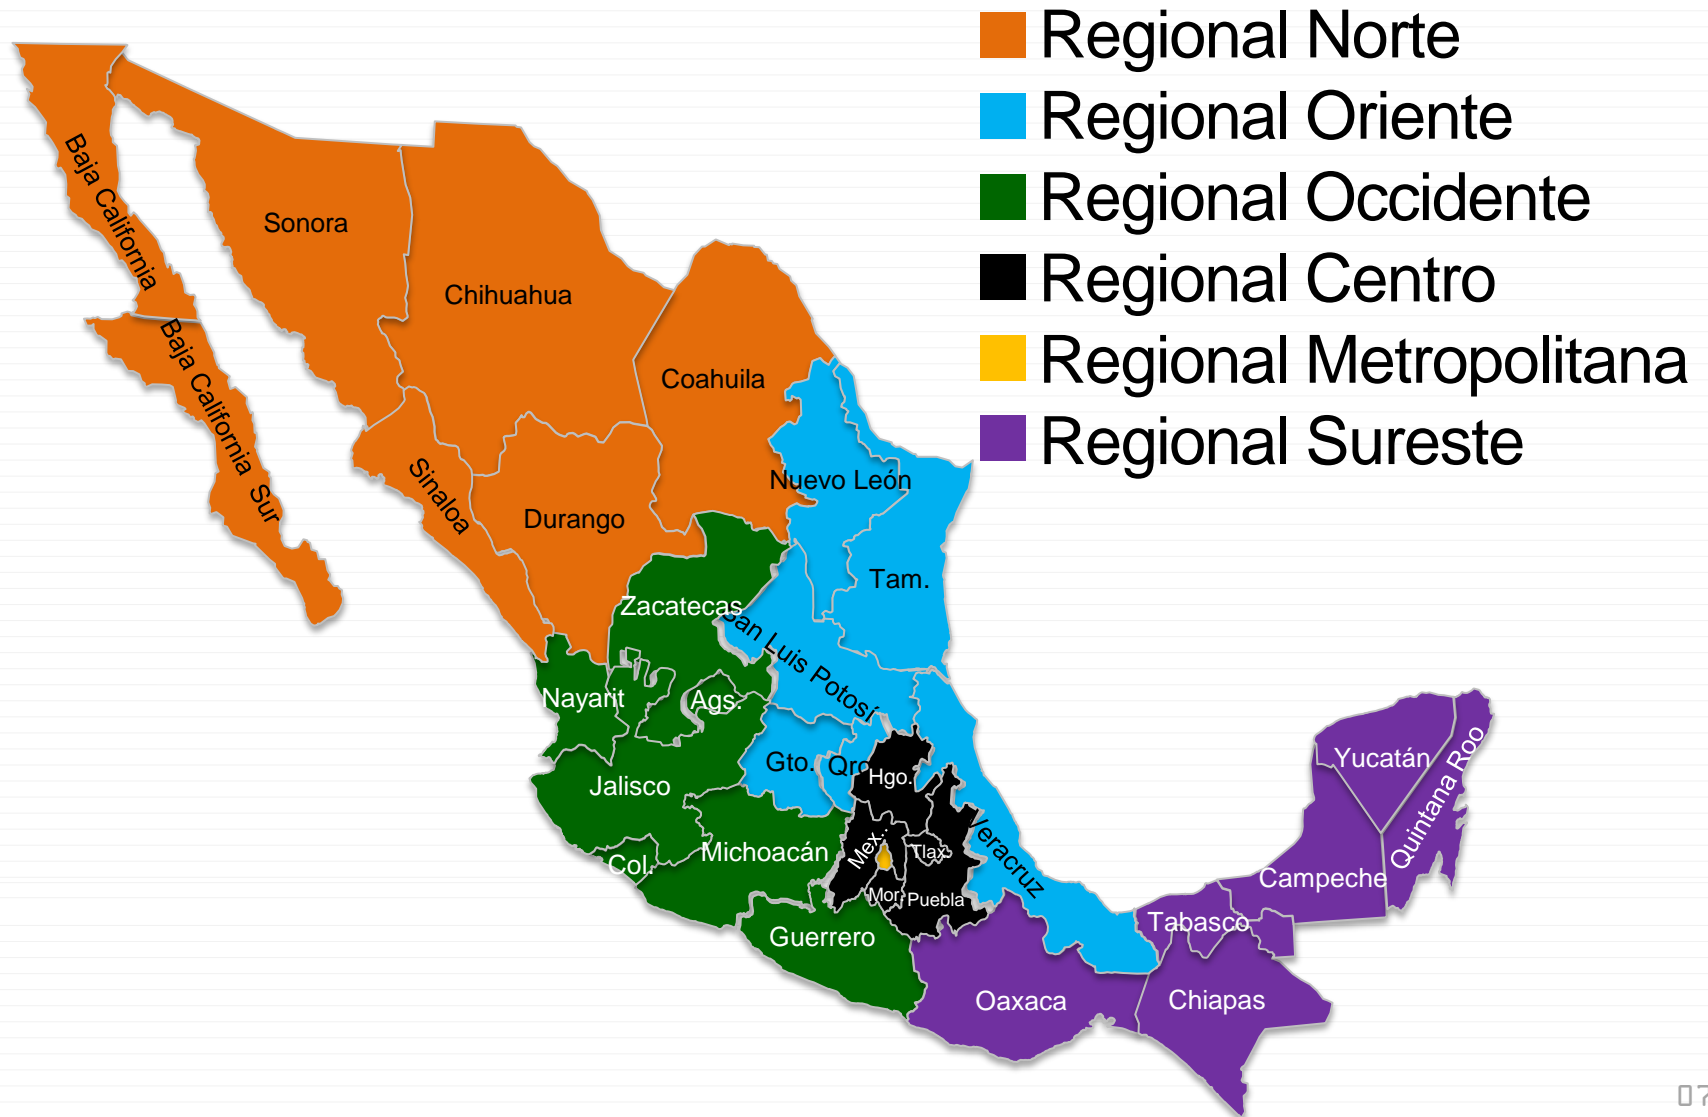 Regional Norte
Regional Oriente
Regional Occidente
Regional Centro
Regional Metropolitana
Regional Sureste
Baja California
Sonora
Chihuahua
Baja California Sur
Coahuila
Sinaloa
Nuevo León
Durango
Tam.
Zacatecas
San Luis Potosí
Nayarit
Ags.
Jalisco
Gto.
Qro
Hgo.
Yucatán
Quintana Roo
Col.
Michoacán
Mex..
Tlax.
Veracruz
Mor.
Puebla
Campeche
Tabasco
Guerrero
Oaxaca
Chiapas